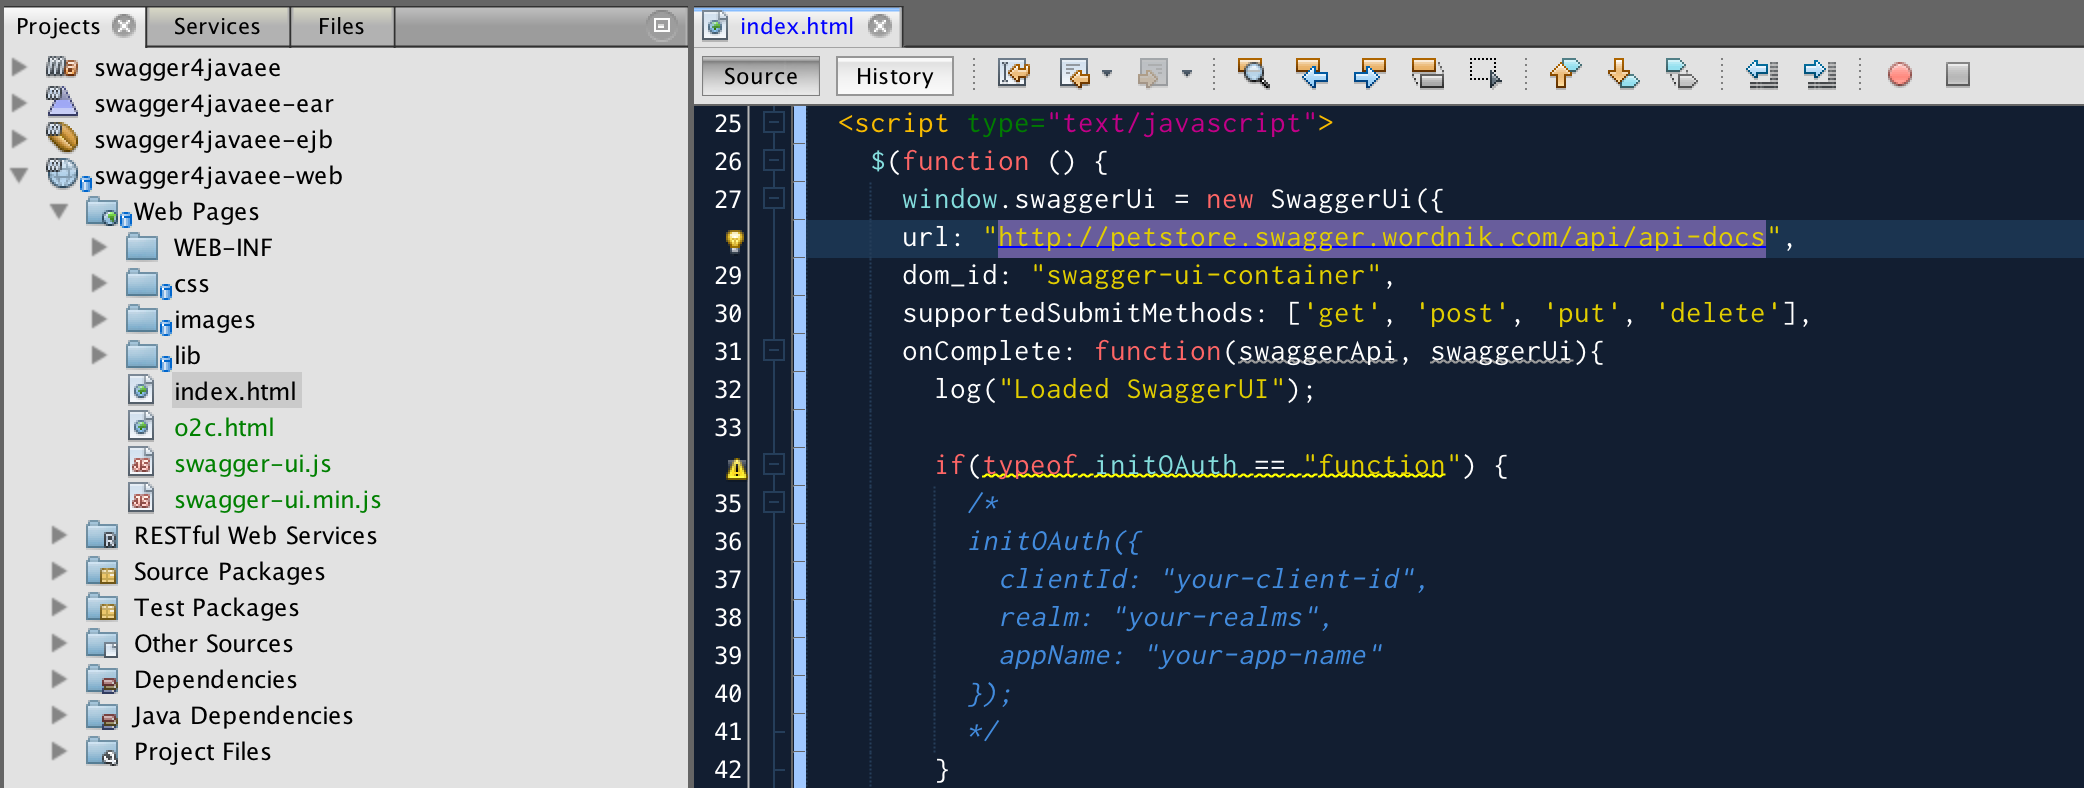 Projects Services Files
swagger4javaee
swagger4javaee-ear
swagger4javaee-ejb
swagger4javaee-web
Web Pages
WEB-INF
css
images
lib
index.html
o2c.html
swagger-ui.js
swagger-ui.min.js
RESTful Web Services
Source Packages
Test Packages
Other Sources
Dependencies
Java Dependencies
Project Files
index.html
Source History
25 <script type="text/javascript">
26 $(function () {
27 window.swaggerUi = new SwaggerUi({
url: "http://petstore.swagger.wordnik.com/api/api-docs",
29 dom_id: "swagger-ui-container",
30 supportedSubmitMethods: ['get', 'post', 'put', 'delete'],
31 onComplete: function(swaggerApi, swaggerUi){
32 log("Loaded SwaggerUI");
33
if(typeof initOAuth == "function") {
35 /*
36 initOAuth({
37 clientId: "your-client-id",
38 realm: "your-realms",
39 appName: "your-app-name"
40 });
41 */
42 }